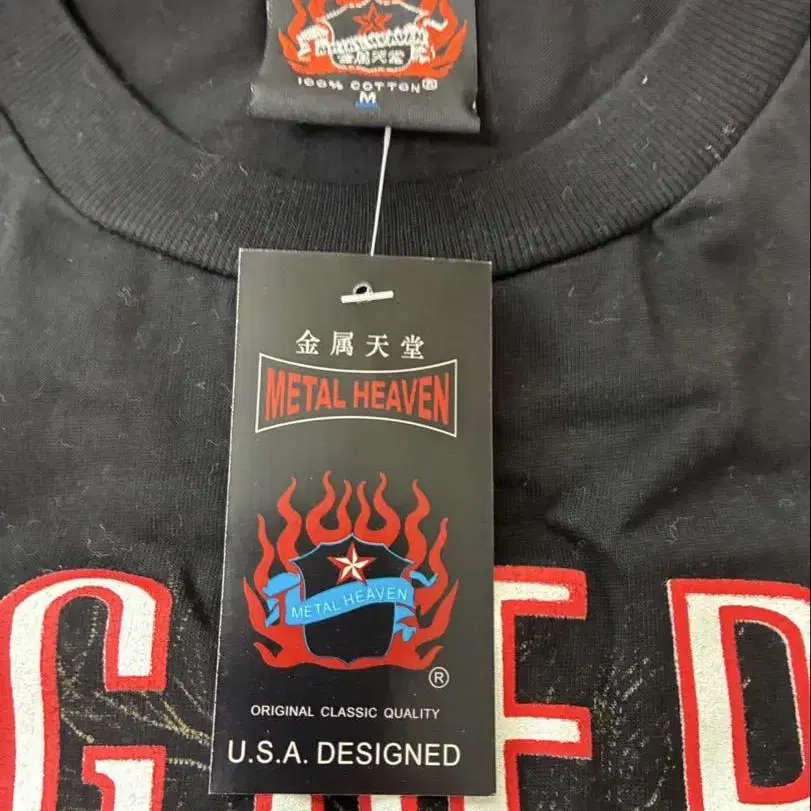 金属天堂
100% COTTON
M
金属天堂
METAL HEAVEN
METAL HEAVEN
®
ORIGINAL CLASSIC QUALITY
U.S.A. DESIGNED